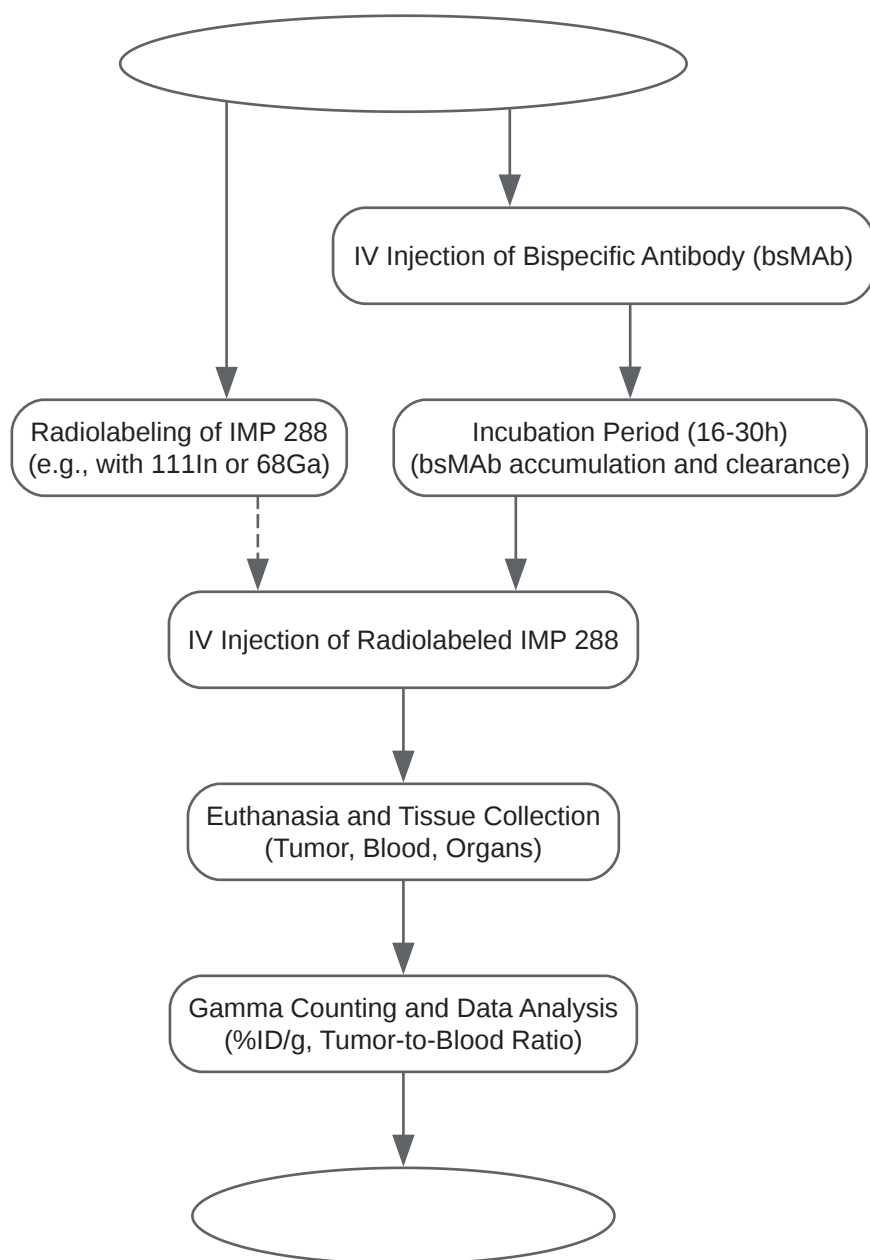 IV Injection of Bispecific Antibody (bsMAb)
Radiolabeling of IMP 288
(e.g., with 111In or 68Ga)
Incubation Period (16-30h)
(bsMAb accumulation and clearance)
IV Injection of Radiolabeled IMP 288
Euthanasia and Tissue Collection
(Tumor, Blood, Organs)
Gamma Counting and Data Analysis
(%ID/g, Tumor-to-Blood Ratio)